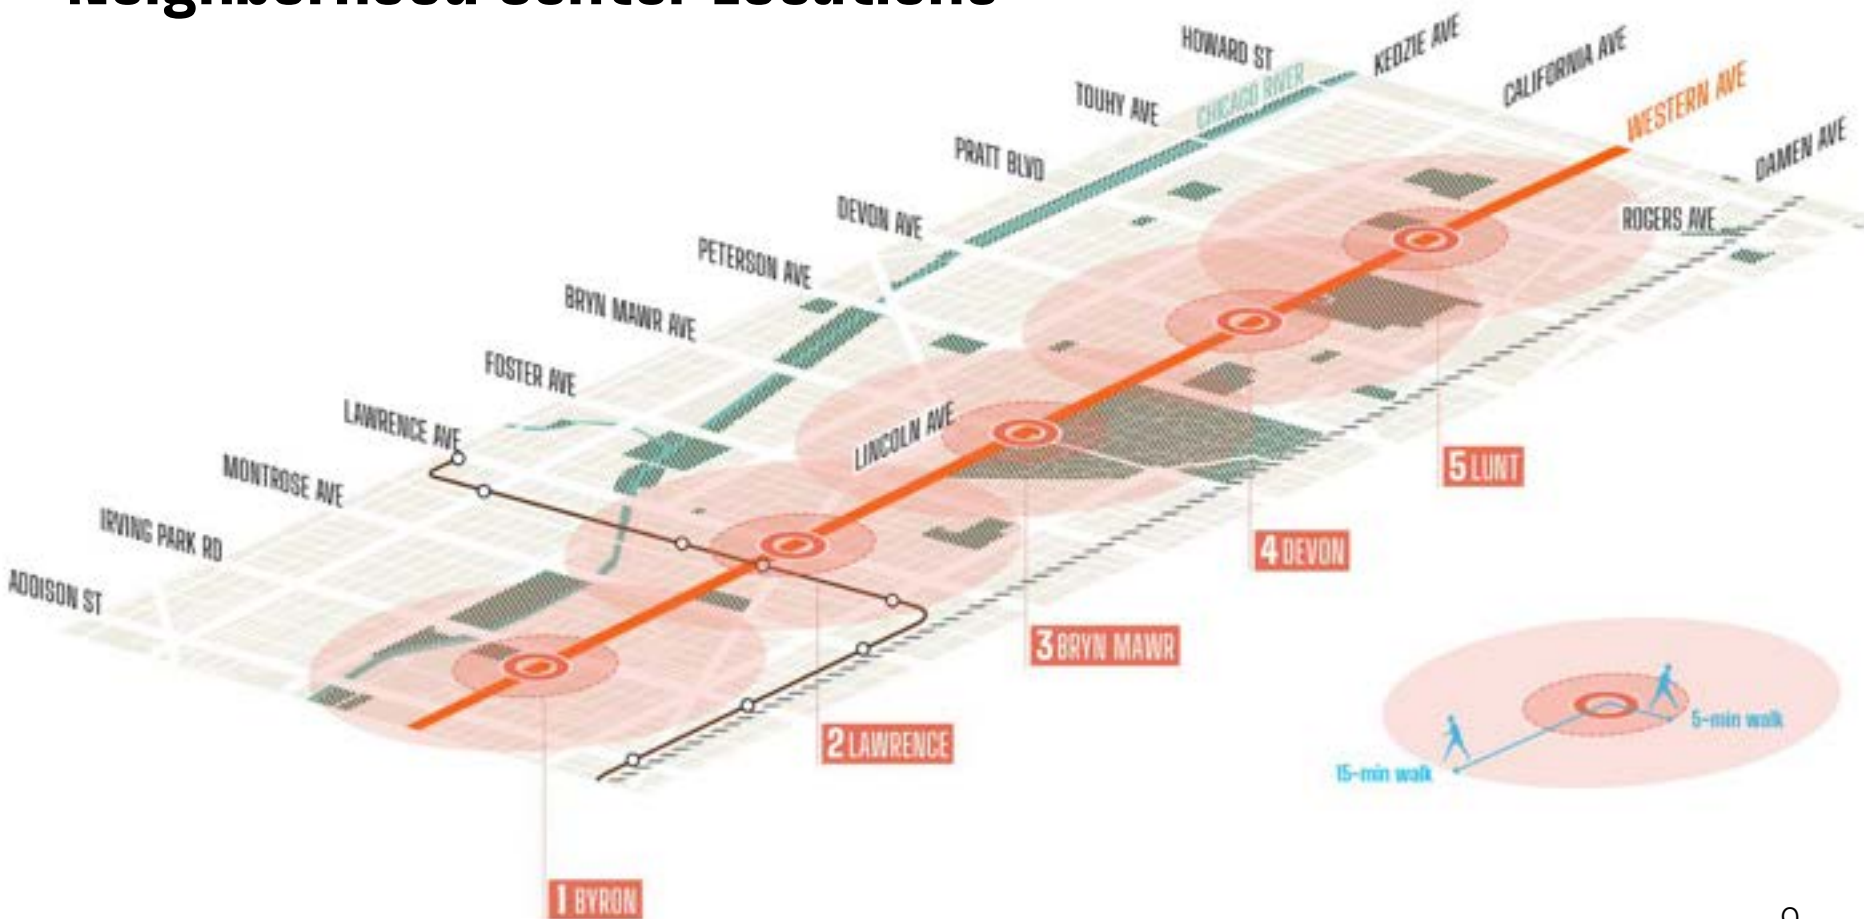 Neighborhood Center Locations
HOWARD ST
KEDZIE AVE
CALIFORNIA AVE
WESTERN AVE
DAMEN AVE
TOUHY AVE
CHICAGO RIVER
PRATT BLVD
DEVON AVE
ROGERS AVE
PETERSON AVE
BRYN MAWR AVE
FOSTER AVE
LAWRENCE AVE
LINCOLN AVE
MONTROSE AVE
IRVING PARK RD
ADDISON ST
5 LUNT
4 DEVON
3 BRYN MAWR
2 LAWRENCE
1 BYRON
5-min walk
15-min walk